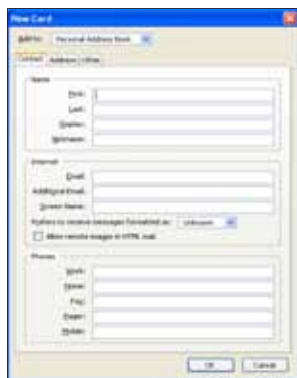 New Card
Add to: Personal Address Book
Contact Address Other
Name
First:
Last:
Display:
Nickname:
Internet
Email:
Additional Email:
Screen Name:
Prefers to receive messages formatted as: Unknown
Allow remote images in HTML mail
Phones
Work:
Home:
Fax:
Pager:
Mobile:
OK Cancel